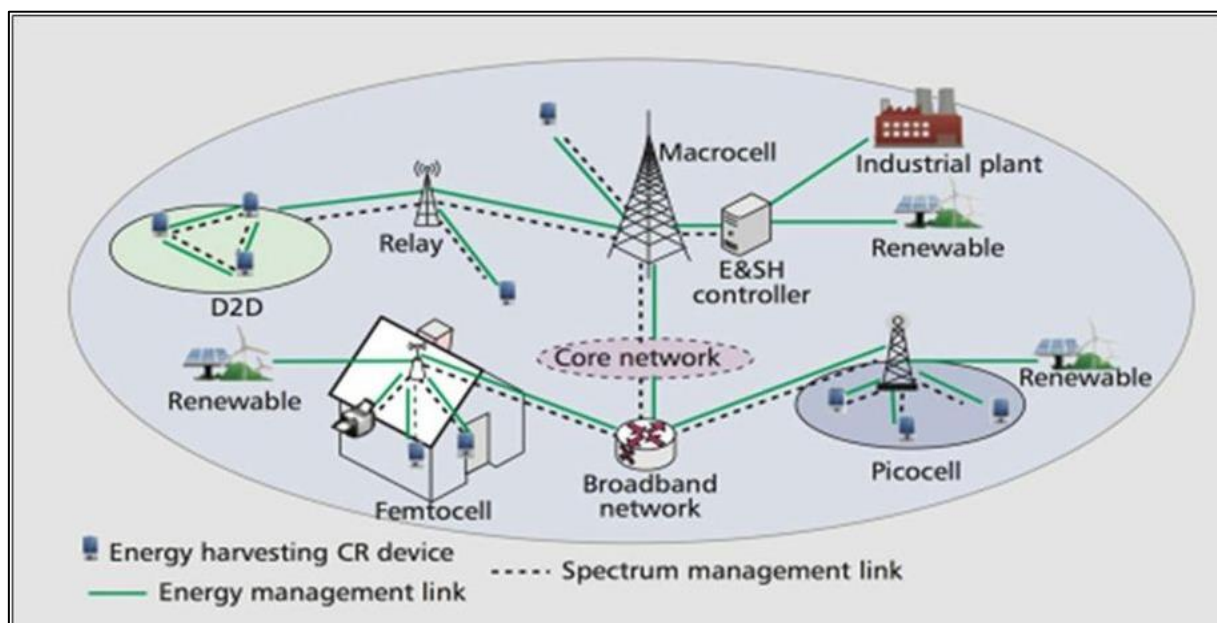 Macrocell
Industrial plant
Relay
E&SH
controller
Renewable
D2D
Core network
Renewable
Renewable
Femtocell
Broadband
network
Picocell
Energy harvesting CR device
Spectrum management link
Energy management link